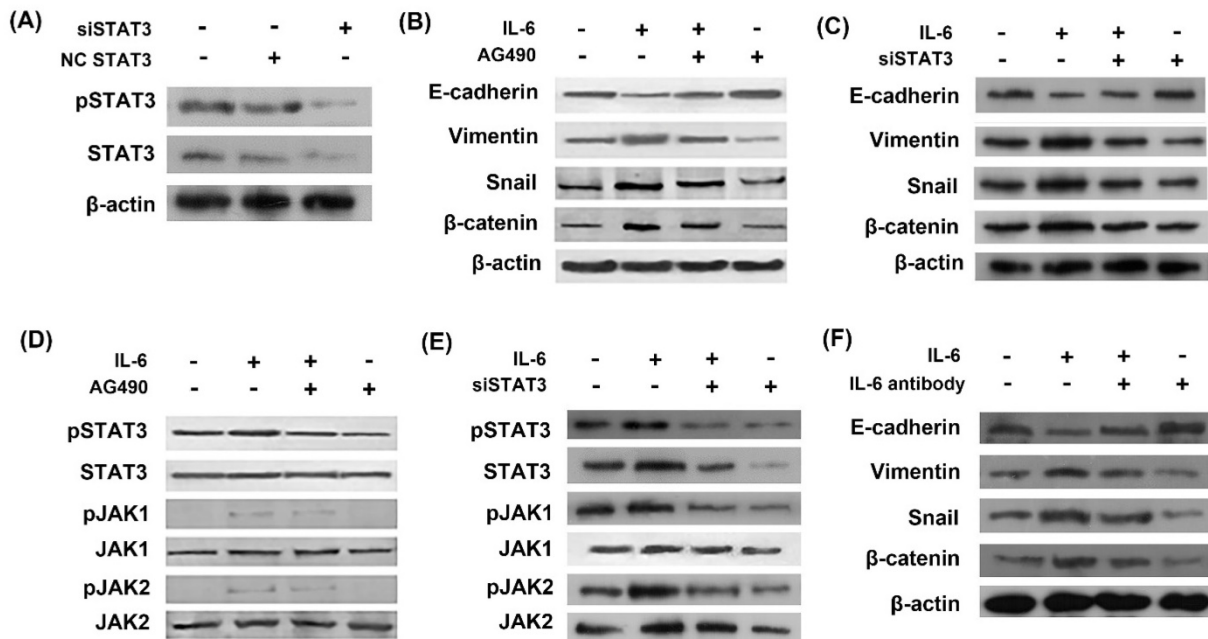 (A)
siSTAT3 - - +
NC STAT3 - + -
pSTAT3
STAT3
β-actin
(B)
IL-6 - + + -
AG490 - - + +
E-cadherin
Vimentin
Snail
β-catenin
β-actin
(C)
IL-6 - + + -
siSTAT3 - - + +
E-cadherin
Vimentin
Snail
β-catenin
β-actin
(D)
IL-6 - + + -
AG490 - - + +
pSTAT3
STAT3
pJAK1
JAK1
pJAK2
JAK2
(E)
IL-6 - + + -
siSTAT3 - - + +
pSTAT3
STAT3
pJAK1
JAK1
pJAK2
JAK2
(F)
IL-6 - + + -
IL-6 antibody - - + +
E-cadherin
Vimentin
Snail
β-catenin
β-actin